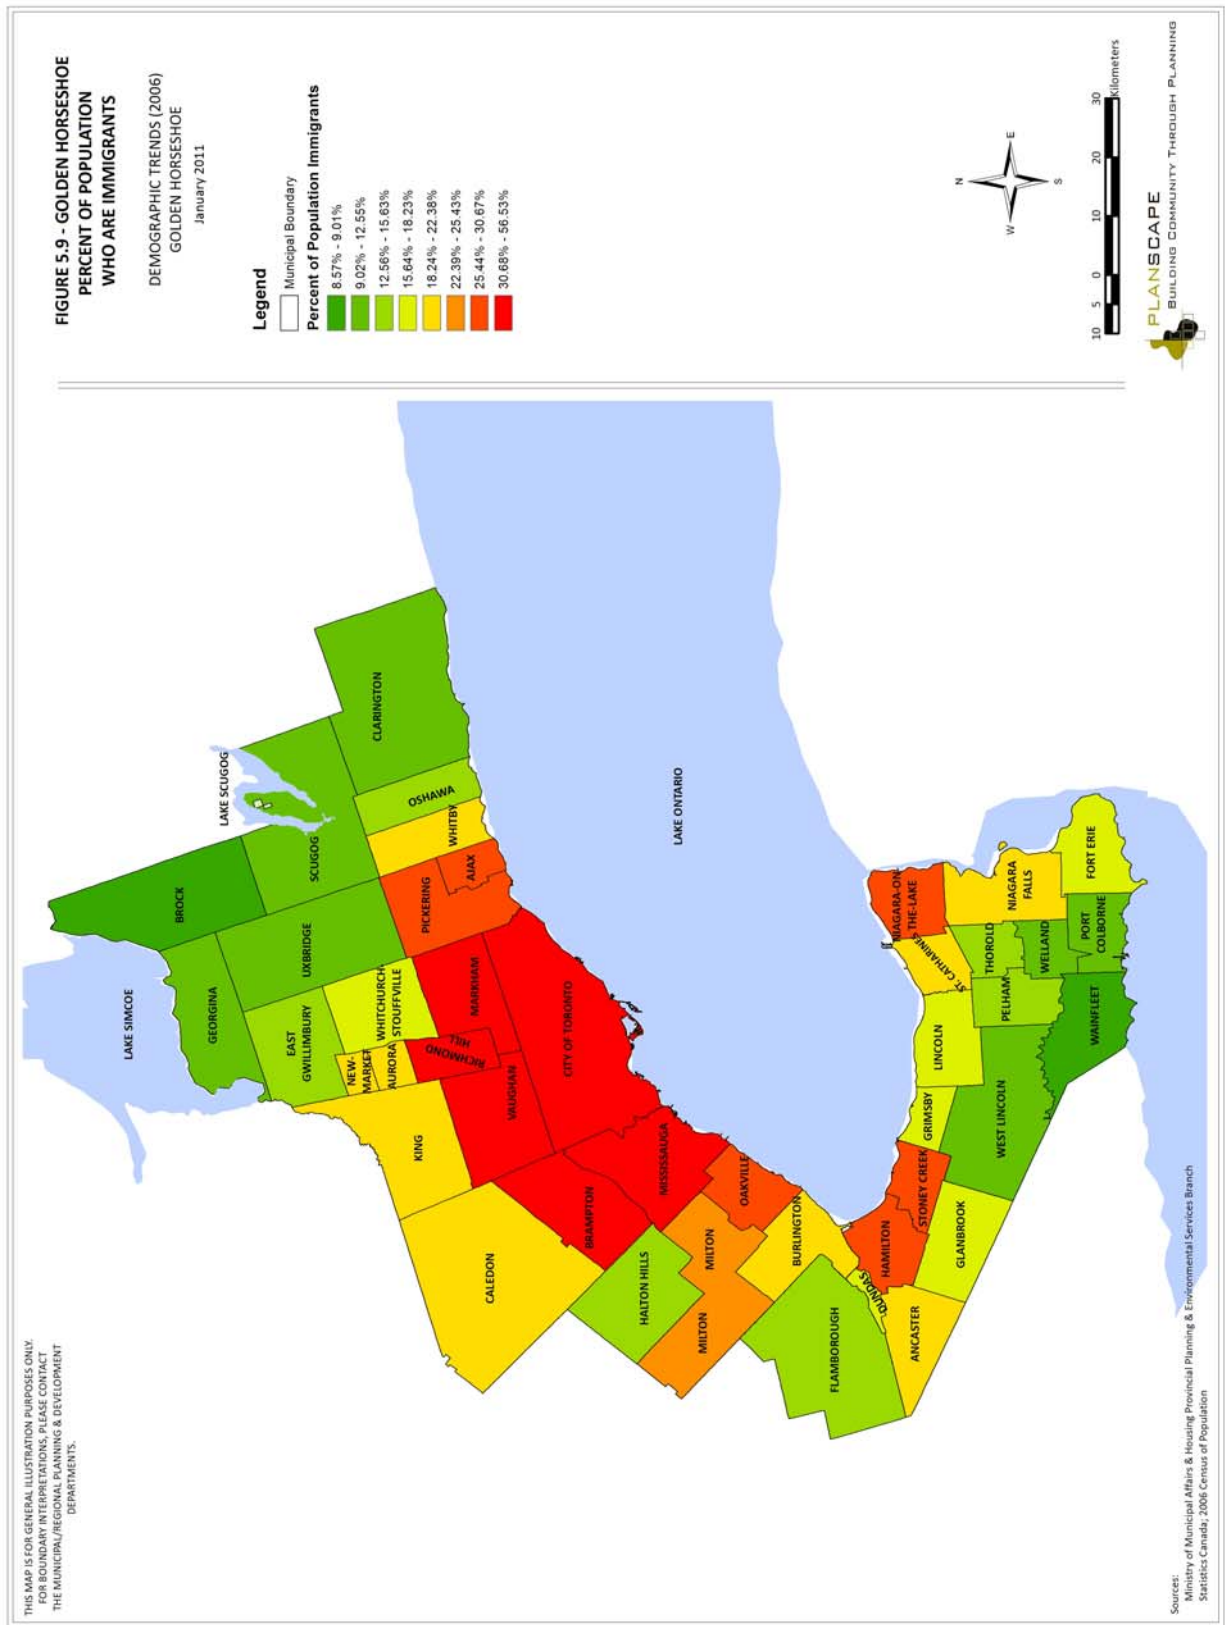 THIS MAP IS FOR GENERAL ILLUSTRATION PURPOSES ONLY.
FOR BOUNDARY INTERPRETATIONS, PLEASE CONTACT
THE MUNICIPAL/REGIONAL PLANNING & DEVELOPMENT
DEPARTMENTS.
FIGURE 5.9 - GOLDEN HORSESHOE
PERCENT OF POPULATION
WHO ARE IMMIGRANTS
DEMOGRAPHIC TRENDS (2006)
GOLDEN HORSESHOE
January 2011
Legend
Municipal Boundary
Percent of Population Immigrants
8.57% - 9.01%
9.02% - 12.55%
12.56% - 15.63%
15.64% - 18.23%
18.24% - 22.38%
22.39% - 25.43%
25.44% - 30.67%
30.68% - 56.53%
LAKE SIMCOE
BROCK
GEORGINA
LAKE SCUGOG
UXBRIDGE
SCUGOG
EAST
GWILLIMBURY
CLARINGTON
NEW-
MARKET
WHITCHURCH-
STOUFFVILLE
AURORA
KING
PICKERING
OSHAWA
WHITBY
AJAX
MARKHAM
RICHMOND
HILL
VAUGHAN
CALEDON
CITY OF TORONTO
BRAMPTON
MISSISSAUGA
HALTON HILLS
MILTON
MILTON
OAKVILLE
LAKE ONTARIO
BURLINGTON
FLAMBOROUGH
DUNDAS
HAMILTON
STONEY CREEK
ANCASTER
GLANBROOK
GRIMSBY
LINCOLN
ST. CATHARINES
NIAGARA-ON-
THE-LAKE
WEST LINCOLN
PELHAM
THOROLD
NIAGARA
FALLS
WELLAND
WAINFLEET
PORT
COLBORNE
FORT ERIE
N
W
E
S
10
5
0
10
20
30
Kilometers
PLANSCAPE
BUILDING COMMUNITY THROUGH PLANNING
Sources:
Ministry of Municipal Affairs & Housing Provincial Planning & Environmental Services Branch
Statistics Canada; 2006 Census of Population